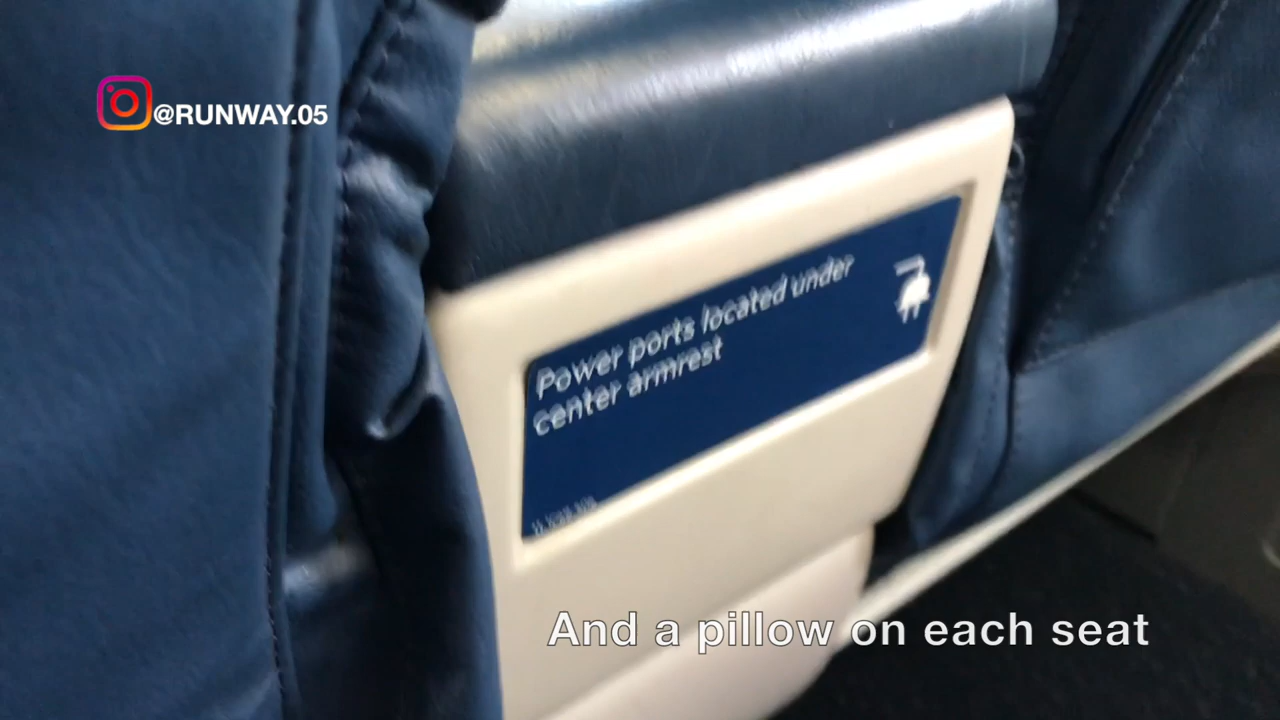 @RUNWAY.05
Power ports located under
center armrest
And a pillow on each seat